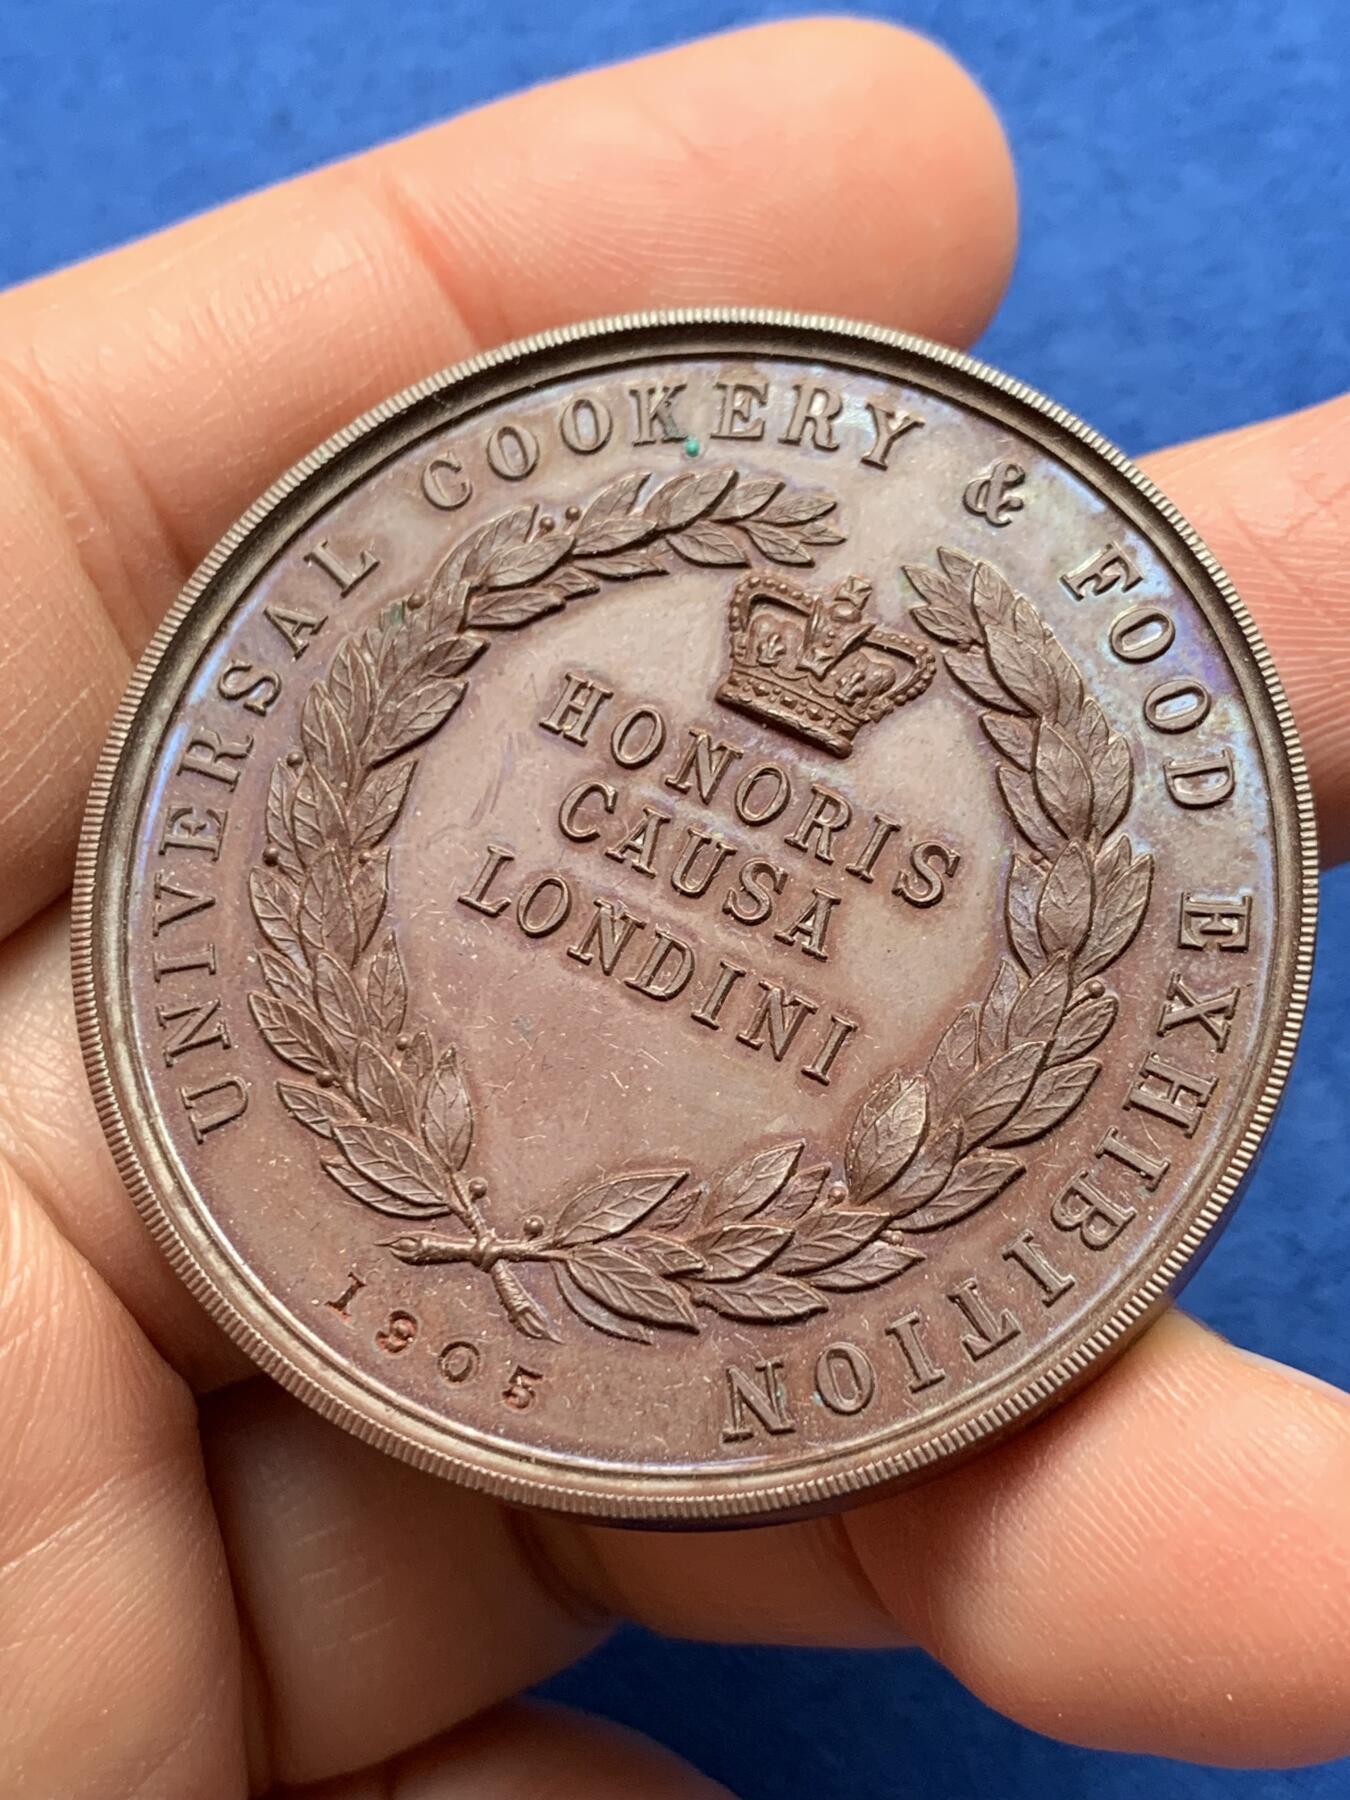 UNIVERSAL COOKERY & FOOD EXHIBITION
HONORIS
CAUSA
LONDINI
1905